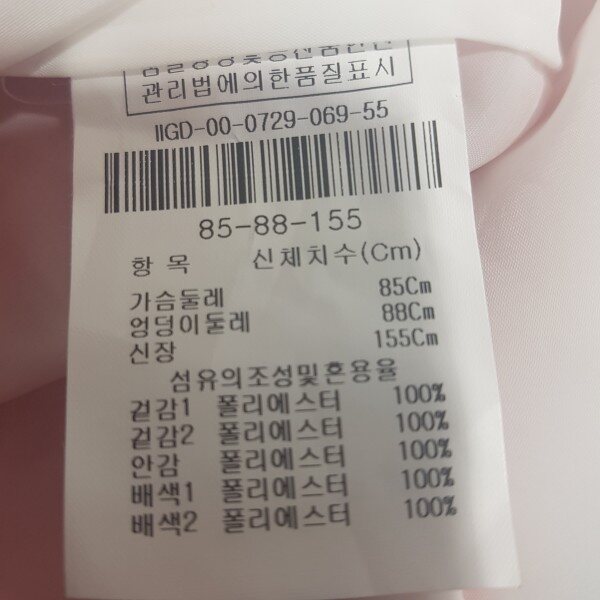 관리법에의한품질표시
IIGD-00-0729-069-55
85-88-155
항 목 신체치수(Cm)
가슴둘레 85Cm
엉덩이둘레 88Cm
신장 155Cm
섬유의조성및혼용율
겉감1 폴리에스터 100%
겉감2 폴리에스터 100%
안감 폴리에스터 100%
배색1 폴리에스터 100%
배색2 폴리에스터 100%